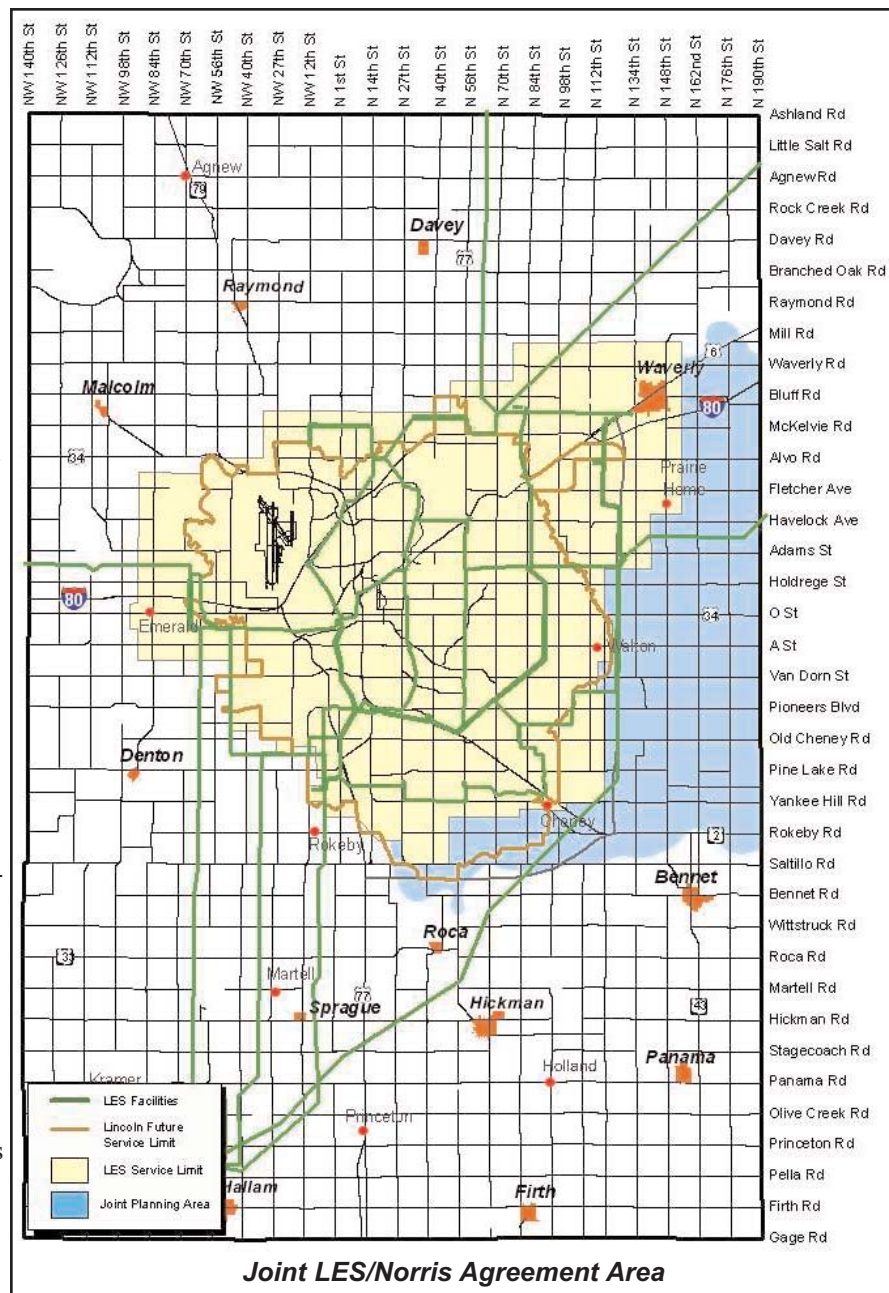 NW 140th St
NW 126th St
NW 112th St
NW 98th St
NW 84th St
NW 70th St
NW 56th St
NW 40th St
NW 27th St
NW 12th St
N 1st St
N 14th St
N 27th St
N 40th St
N 56th St
N 70th St
N 84th St
N 98th St
N 112th St
N 134th St
N 148th St
N 162nd St
N 176th St
N 190th St
Ashland Rd
Little Salt Rd
Agnew Rd
Rock Creek Rd
Davey Rd
Branched Oak Rd
Raymond Rd
Mill Rd
Waverly Rd
Bluff Rd
McKelvie Rd
Alvo Rd
Fletcher Ave
Havelock Ave
Adams St
Holdrege St
O St
A St
Van Dorn St
Pioneers Blvd
Old Cheney Rd
Pine Lake Rd
Yankee Hill Rd
Rokeby Rd
Saltillo Rd
Bennet Rd
Wittstruck Rd
Roca Rd
Martell Rd
Hickman Rd
Stagecoach Rd
Panama Rd
Olive Creek Rd
Princeton Rd
Pella Rd
Firth Rd
Gage Rd
Agnew
79
Davey
77
Raymond
6
Waverly
Malcolm
80
34
Prairie
Home
80
Emerald
34
Walton
Denton
Cheney
Rokeby
2
Bennet
Roca
33
Martell
77
Sprague
Hickman
43
Holland
Panama
Kramer
Princeton
Hallam
Firth
LES Facilities
Lincoln Future
Service Limit
LES Service Limit
Joint Planning Area
Joint LES/Norris Agreement Area